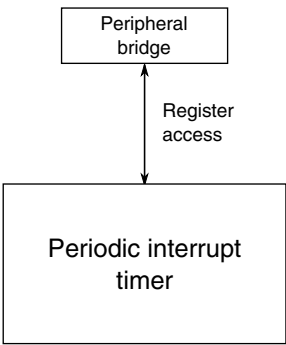 Peripheral
bridge
Register
access
Periodic interrupt
timer